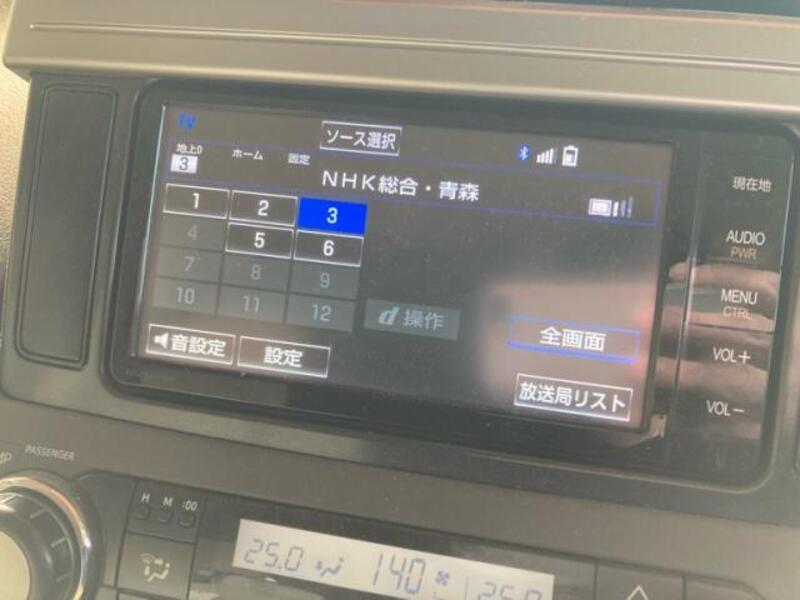 TV
ソース選択
地上D ホーム 固定
3
NHK総合・青森
1 2 3
4 5 6
7 8 9
10 11 12
d 操作
全画面
音設定 設定
放送局リスト
現在地
AUDIO
PWR
MENU
CTRL
VOL+
VOL-
PASSENGER
H M :00
25.0 140